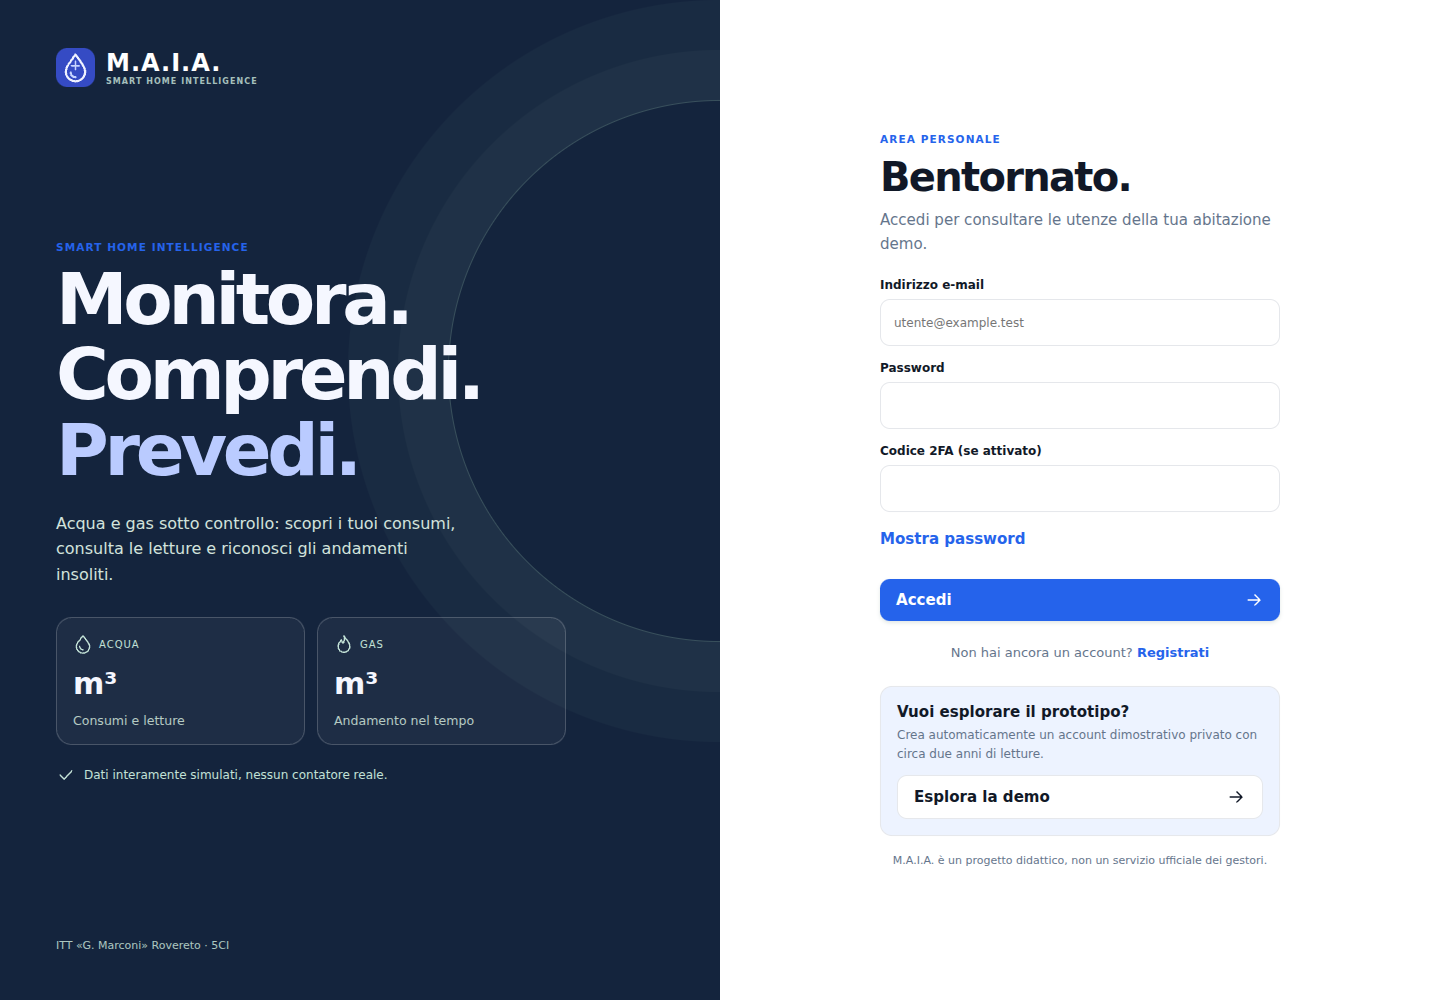 M.A.I.A.
SMART HOME INTELLIGENCE
SMART HOME INTELLIGENCE
Monitora.
Comprendi.
Prevedi.
Acqua e gas sotto controllo: scopri i tuoi consumi,
consulta le letture e riconosci gli andamenti
insoliti.
ACQUA
m³
Consumi e letture
GAS
m³
Andamento nel tempo
Dati interamente simulati, nessun contatore reale.
ITT «G. Marconi» Rovereto · 5CI
AREA PERSONALE
Bentornato.
Accedi per consultare le utenze della tua abitazione
demo.
Indirizzo e-mail
utente@example.test
Password
Codice 2FA (se attivato)
Mostra password
Accedi
Non hai ancora un account? Registrati
Vuoi esplorare il prototipo?
Crea automaticamente un account dimostrativo privato con
circa due anni di letture.
Esplora la demo
M.A.I.A. è un progetto didattico, non un servizio ufficiale dei gestori.